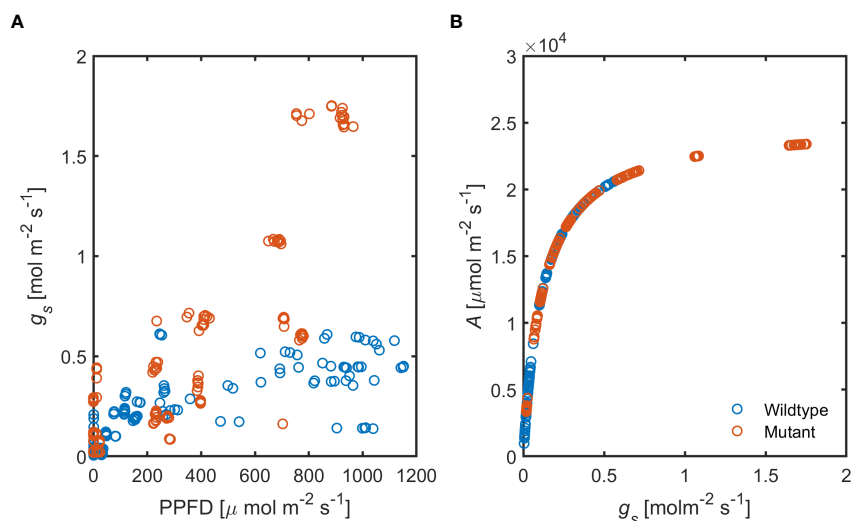 A
2
1.5
1
0.5
0
g_s [mol m^-2 s^-1]
0 200 400 600 800 1000 1200
PPFD [μ mol m^-2 s^-1]
B
×10^4
3
2.5
2
1.5
1
0.5
0
A [μmol m^-2 s^-1]
Wildtype
Mutant
0 0.5 1 1.5 2
g_s [molm^-2 s^-1]